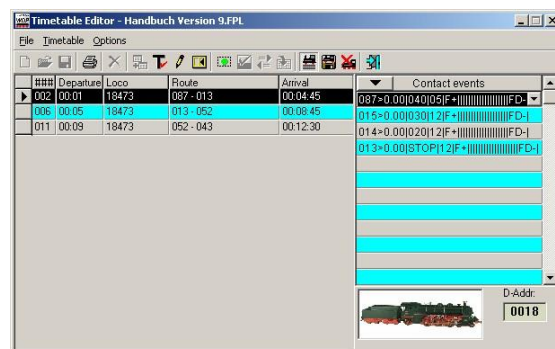 Timetable Editor - Handbuch Version 9.FPL
File Timetable Options
### Departure Loco Route Arrival
002 00:01 18473 087 - 013 00:04:45
006 00:05 18473 013 - 052 00:08:45
011 00:09 18473 052 - 043 00:12:30
Contact events
087>0.00|040|05|F+||||||||||||||||FD-
015>0.00|030|12|F+||||||||||||||||FD-|
014>0.00|020|12|F+||||||||||||||||FD-|
013>0.00|STOP|12|F+||||||||||||||||FD-|
D-Addr.
0018